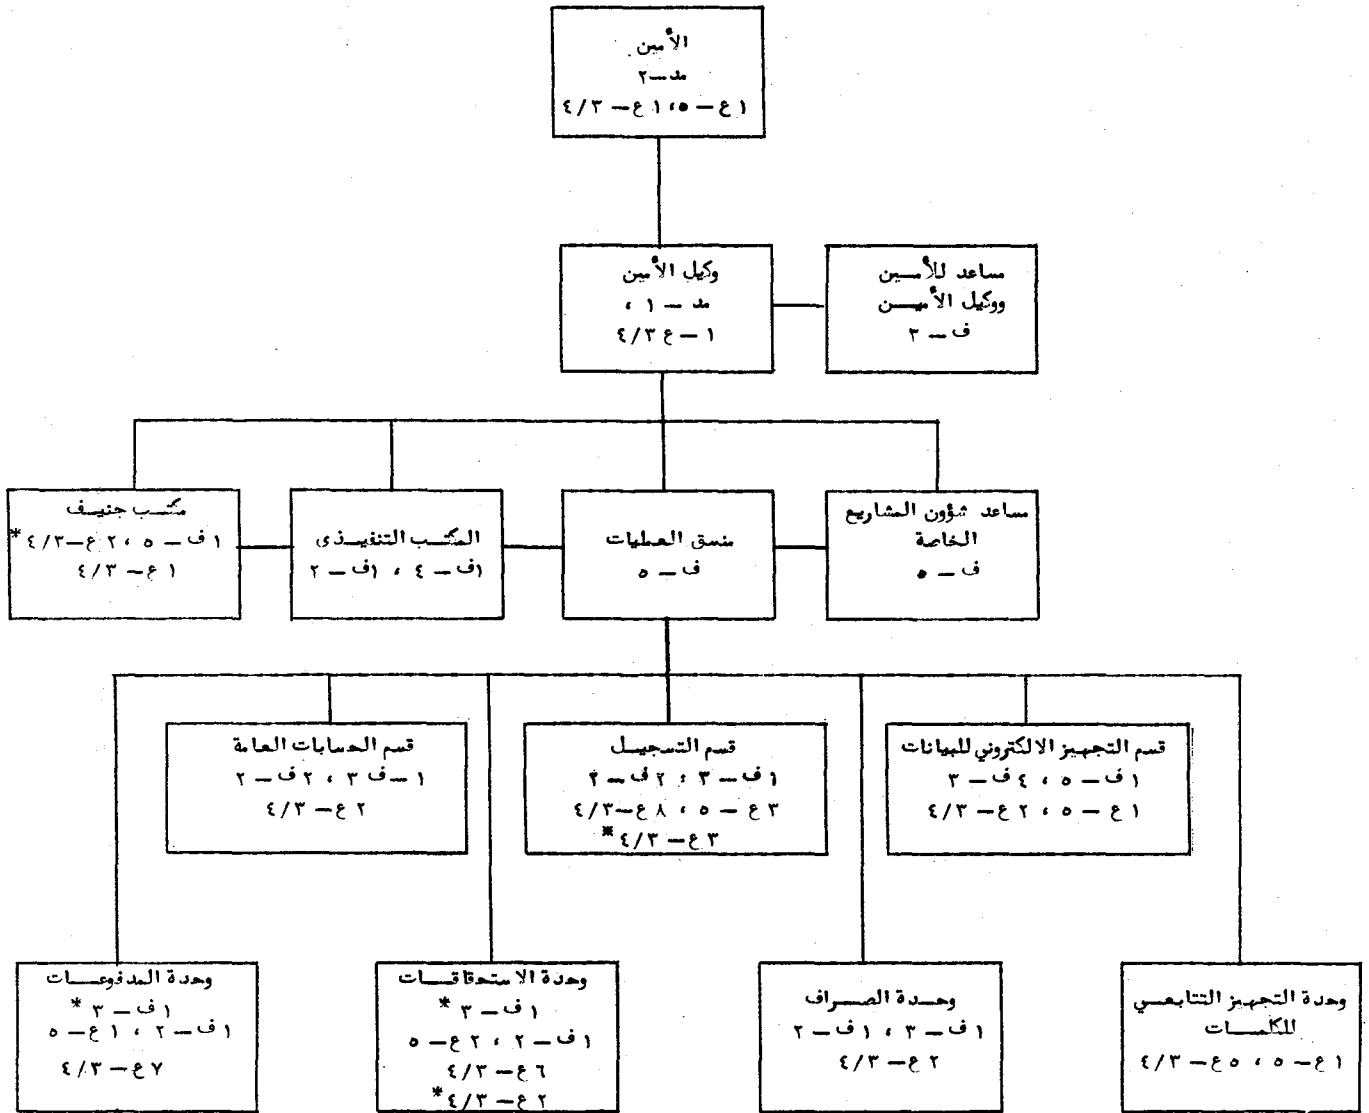 الأمين
مد—٢
١ ع—٥، ١ ع—٤/٣
وكيل الأمين
مد—١ ،
١—ع ٤/٣
مساعد للأمين
ووكيل الأمين
ف—٣
مساعد شؤون المشاريع
الخاصة
ف—٥
منسق العمليات
ف—٥
المكتب التنفيذى
١ف—٤ ، ١ف—٢
مكتب جنيف
١ ف—٥ ، ٢ ع—٤/٣*
١ ع—٤/٣
قسم التجهيز الالكتروني للبيانات
١ ف—٥ ، ٤ ف—٣
١ ع—٥ ، ٢ ع—٤/٣
قسم التسجيل
١ ف—٣ ، ٢ ف—٢
٣ ع—٥ ، ٨ ع—٤/٣
٣ ع—٤/٣*
قسم الحسابات العامة
١—ف ٣ ، ٢ ف—٢
٢ ع—٤/٣
وحدة التجهيز التتابعي
للكلمات
١ ع—٥ ، ٥ ع—٤/٣
وحدة الصراف
١ ف—٣ ، ١ ف—٢
٢ ع—٤/٣
وحدة الاستحقاقات
١ ف—٣ *
١ ف—٢ ، ٢ ع—٥
٦ ع—٤/٣
٢ ع—٤/٣*
وحدة المدفوعات
١ ف—٣ *
١ ف—٢ ، ١ ع—٥
٧ ع—٤/٣